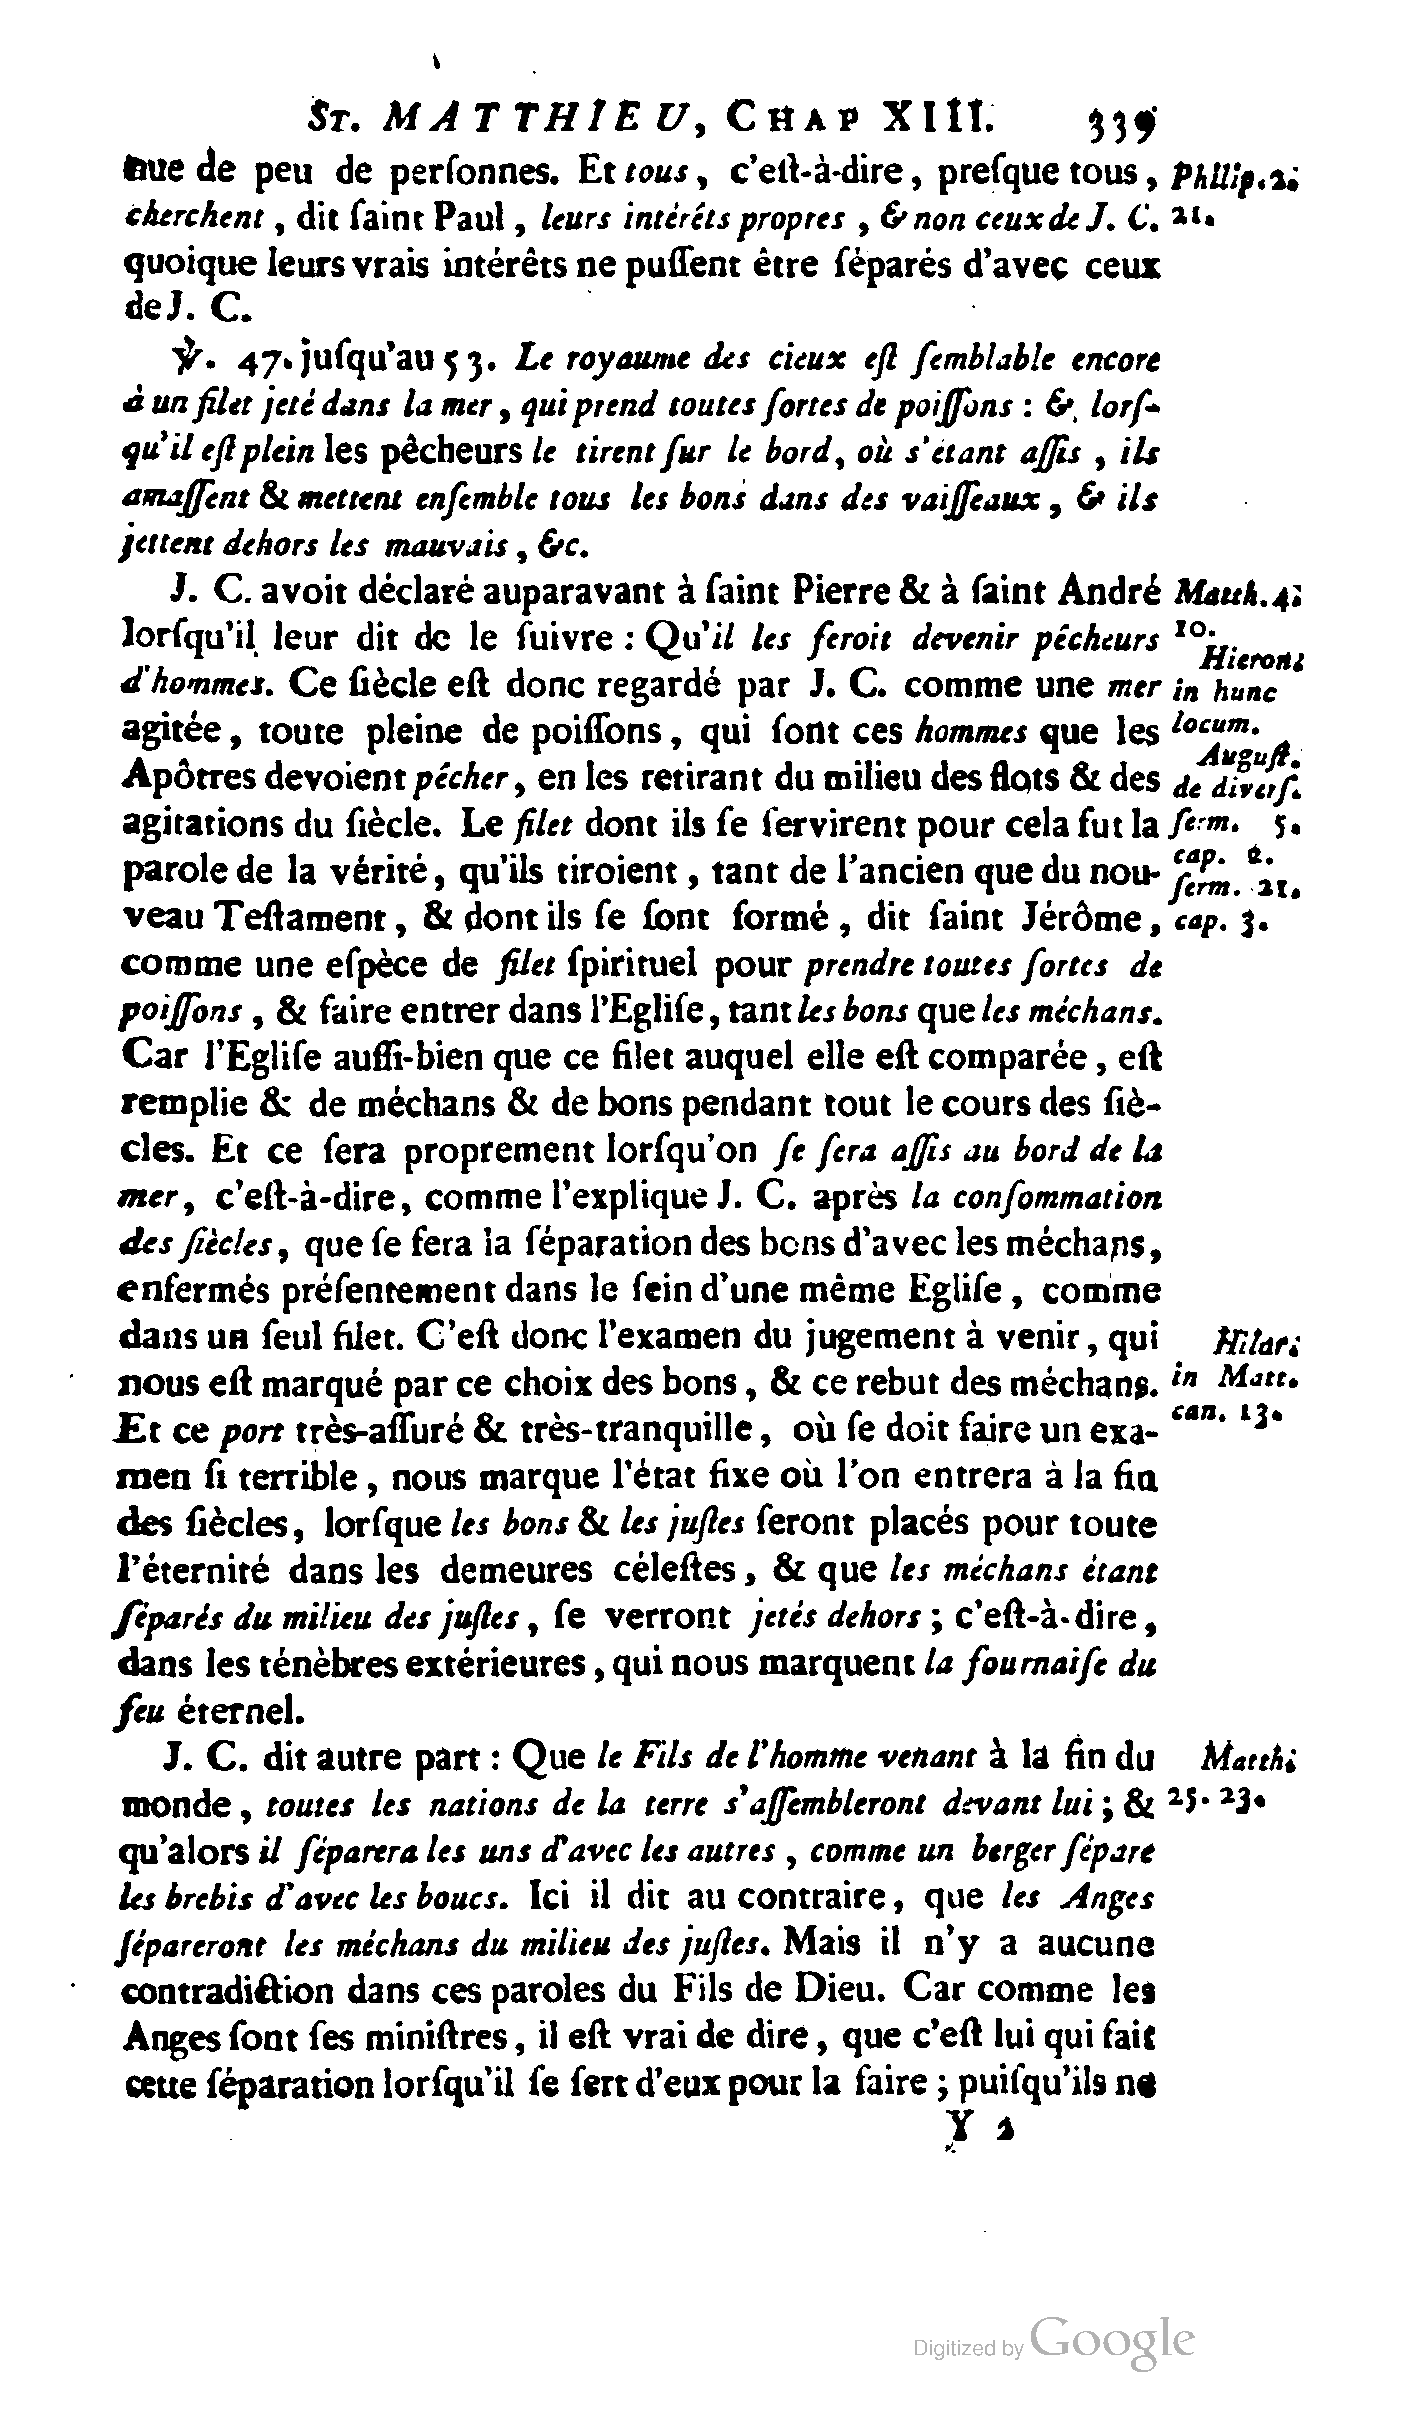 ST. MATTHIEU, CHAP XIII. 339
nue de peu de perſonnes. Et tous, c'eſt-à-dire, preſque tous, Philip. 2.
cherchent, dit ſaint Paul, leurs intérêts propres, & non ceux de J. C. 21.
quoique leurs vrais intérêts ne puſſent être ſéparés d'avec ceux
de J. C.
℣. 47. juſqu'au 53. Le royaume des cieux eſt ſemblable encore
à un filet jeté dans la mer, qui prend toutes ſortes de poiſſons : & lorſ-
qu'il eſt plein les pêcheurs le tirent ſur le bord, où s'étant aſſis, ils
amaſſent & mettent enſemble tous les bons dans des vaiſſeaux, & ils
jettent dehors les mauvais, &c.
J. C. avoit déclaré auparavant à ſaint Pierre & à ſaint André Matth. 4.
lorſqu'il leur dit de le ſuivre : Qu'il les feroit devenir pêcheurs 10.
Hieron.
d'hommes. Ce ſiècle eſt donc regardé par J. C. comme une mer in hunc
agitée, toute pleine de poiſſons, qui ſont ces hommes que les locum.
Auguſt.
Apôtres devoient pêcher, en les retirant du milieu des flots & des de diverſ.
agitations du ſiècle. Le filet dont ils ſe ſervirent pour cela fut la ſerm. 5.
parole de la vérité, qu'ils tiroient, tant de l'ancien que du nou- cap. 2.
ſerm. 21.
veau Teſtament, & dont ils ſe ſont formé, dit ſaint Jérôme, cap. 3.
comme une eſpèce de filet ſpirituel pour prendre toutes ſortes de
poiſſons, & faire entrer dans l'Egliſe, tant les bons que les méchans.
Car l'Egliſe auſſi-bien que ce filet auquel elle eſt comparée, eſt
remplie & de méchans & de bons pendant tout le cours des ſiè-
cles. Et ce ſera proprement lorſqu'on ſe ſera aſſis au bord de la
mer, c'eſt-à-dire, comme l'explique J. C. après la conſommation
des ſiècles, que ſe fera la ſéparation des bons d'avec les méchans,
enfermés préſentement dans le ſein d'une même Egliſe, comme
dans un ſeul filet. C'eſt donc l'examen du jugement à venir, qui Hilar.
nous eſt marqué par ce choix des bons, & ce rebut des méchans. in Matt.
Et ce port très-aſſuré & très-tranquille, où ſe doit faire un exa- can. 13.
men ſi terrible, nous marque l'état fixe où l'on entrera à la fin
des ſiècles, lorſque les bons & les juſtes ſeront placés pour toute
l'éternité dans les demeures céleſtes, & que les méchans étant
ſéparés du milieu des juſtes, ſe verront jetés dehors ; c'eſt-à-dire,
dans les ténèbres extérieures, qui nous marquent la fournaiſe du
feu éternel.
J. C. dit autre part : Que le Fils de l'homme venant à la fin du Matth.
monde, toutes les nations de la terre s'aſſembleront devant lui ; & 25. 23.
qu'alors il ſéparera les uns d'avec les autres, comme un berger ſépare
les brebis d'avec les boucs. Ici il dit au contraire, que les Anges
ſépareront les méchans du milieu des juſtes. Mais il n'y a aucune
contradiction dans ces paroles du Fils de Dieu. Car comme les
Anges ſont ſes miniſtres, il eſt vrai de dire, que c'eſt lui qui fait
cette ſéparation lorſqu'il ſe ſert d'eux pour la faire ; puiſqu'ils ne
Y 2
Digitized by Google